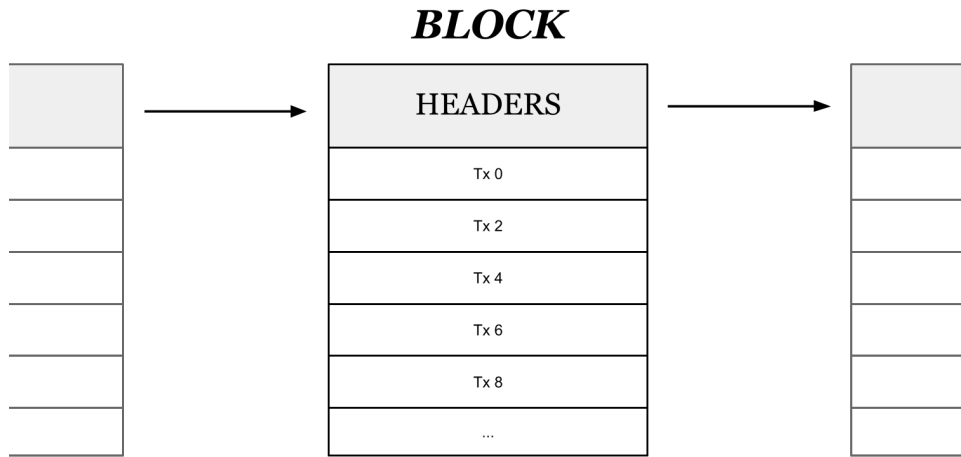 BLOCK
HEADERS
Tx 0
Tx 2
Tx 4
Tx 6
Tx 8
...